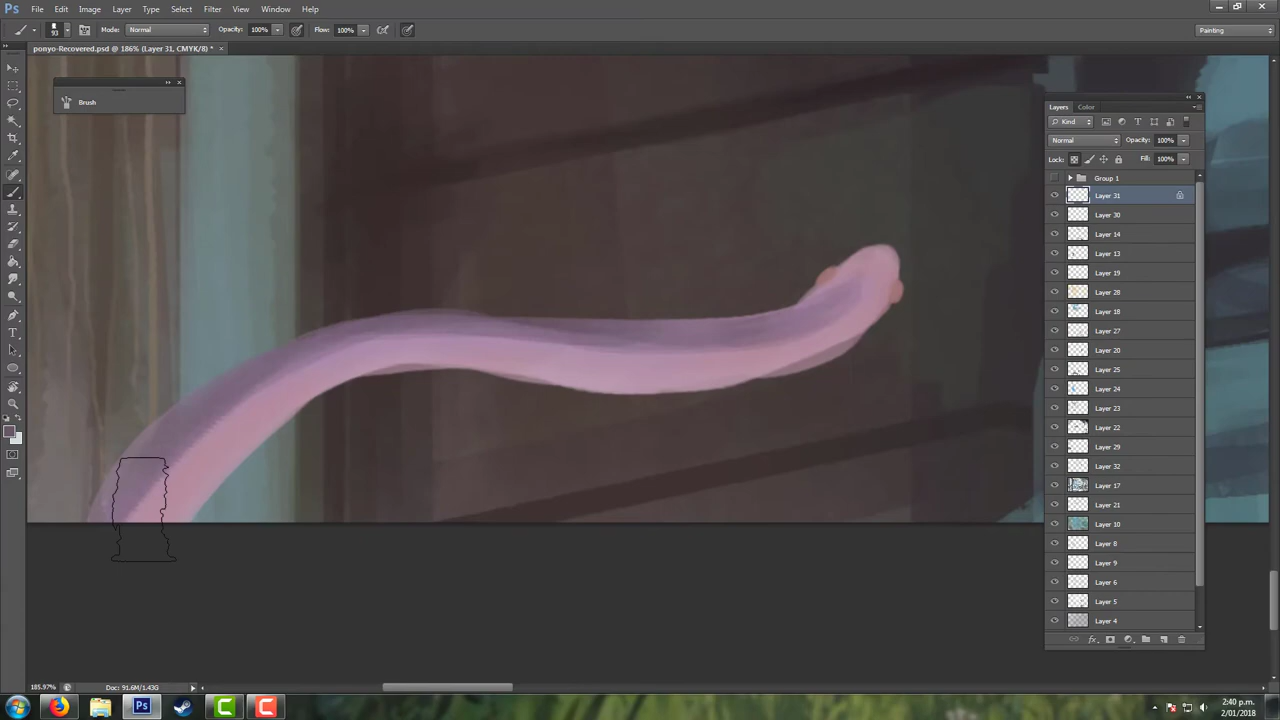 Ps File Edit Image Layer Type Select Filter View Window Help
93 Mode: Normal Opacity: 100% Flow: 100% Painting
ponyo-Recovered.psd @ 186% (Layer 31, CMYK/8) *
Brush
Layers Color
Kind
Normal Opacity: 100%
Lock: Fill: 100%
Group 1
Layer 31
Layer 30
Layer 14
Layer 13
Layer 19
Layer 28
Layer 18
Layer 27
Layer 20
Layer 25
Layer 24
Layer 23
Layer 22
Layer 29
Layer 32
Layer 17
Layer 21
Layer 10
Layer 8
Layer 9
Layer 6
Layer 5
Layer 4
fx
185.97% Doc: 91.6M/1.43G
Ps C C 2:40 p.m.
2/01/2018